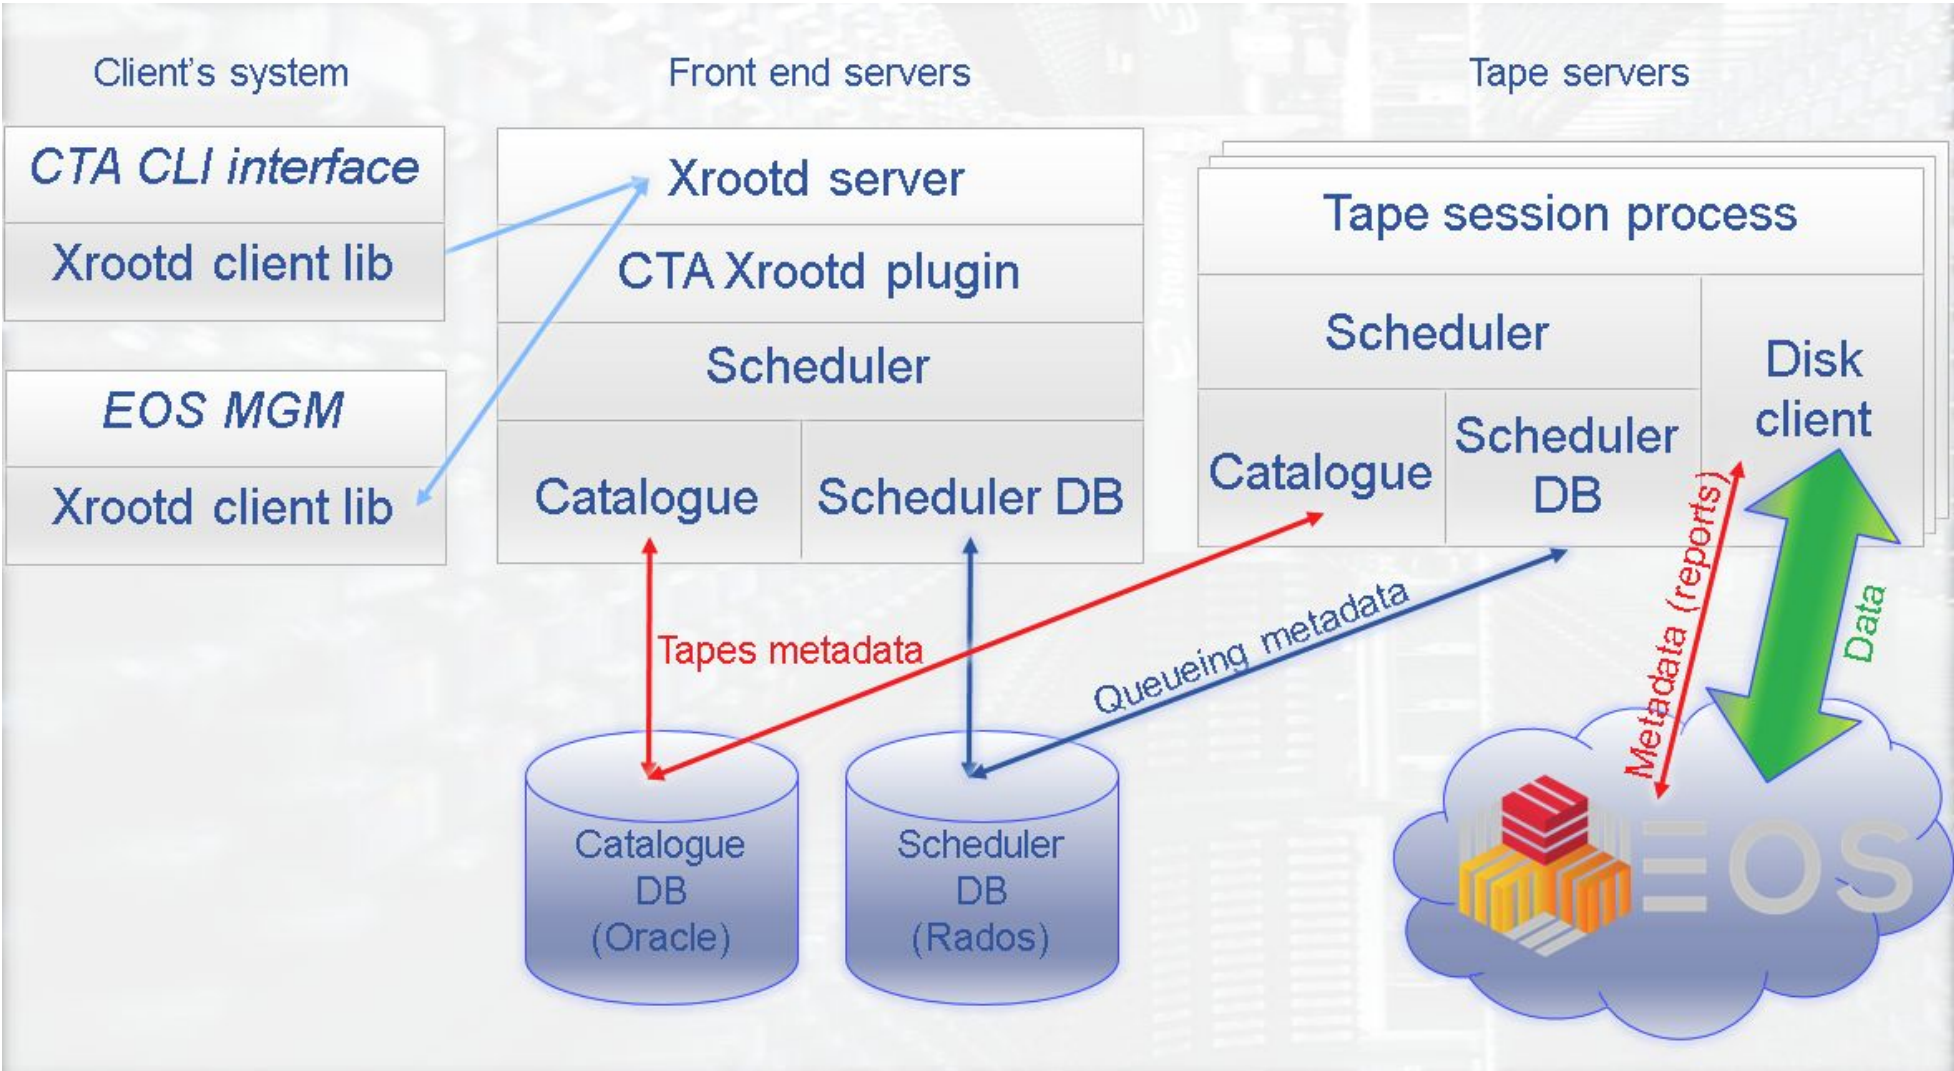 Client's system
CTA CLI interface
Xrootd client lib
EOS MGM
Xrootd client lib
Front end servers
Xrootd server
CTA Xrootd plugin
Scheduler
Catalogue
Scheduler DB
Tape servers
Tape session process
Scheduler
Disk
client
Catalogue
Scheduler
DB
Tapes metadata
Queueing metadata
Metadata (reports)
Data
Catalogue
DB
(Oracle)
Scheduler
DB
(Rados)
EOS